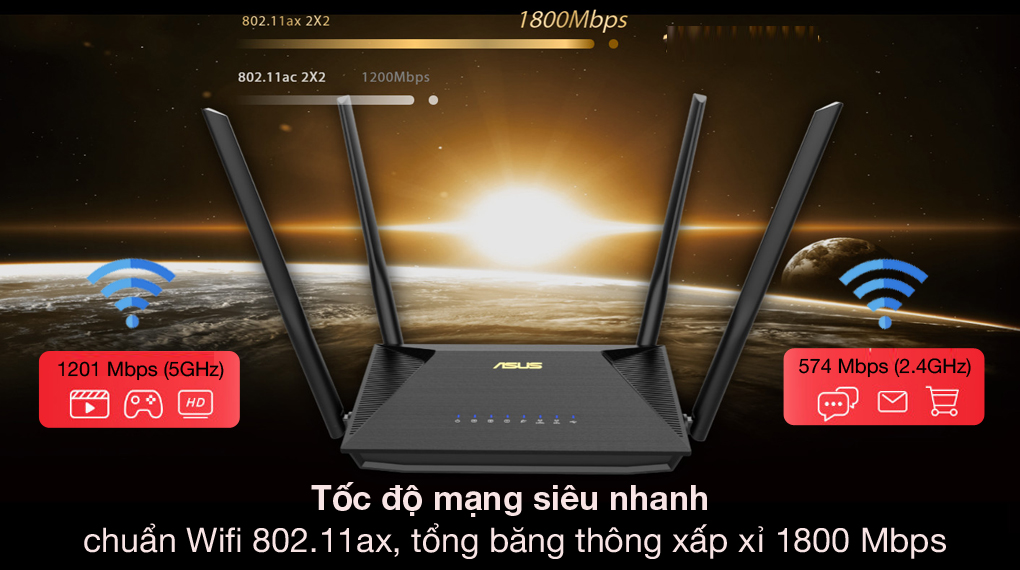 802.11ax 2X2 1800Mbps
802.11ac 2X2 1200Mbps
1201 Mbps (5GHz)
HD
574 Mbps (2.4GHz)
ASUS
Tốc độ mạng siêu nhanh
chuẩn Wifi 802.11ax, tổng băng thông xấp xỉ 1800 Mbps